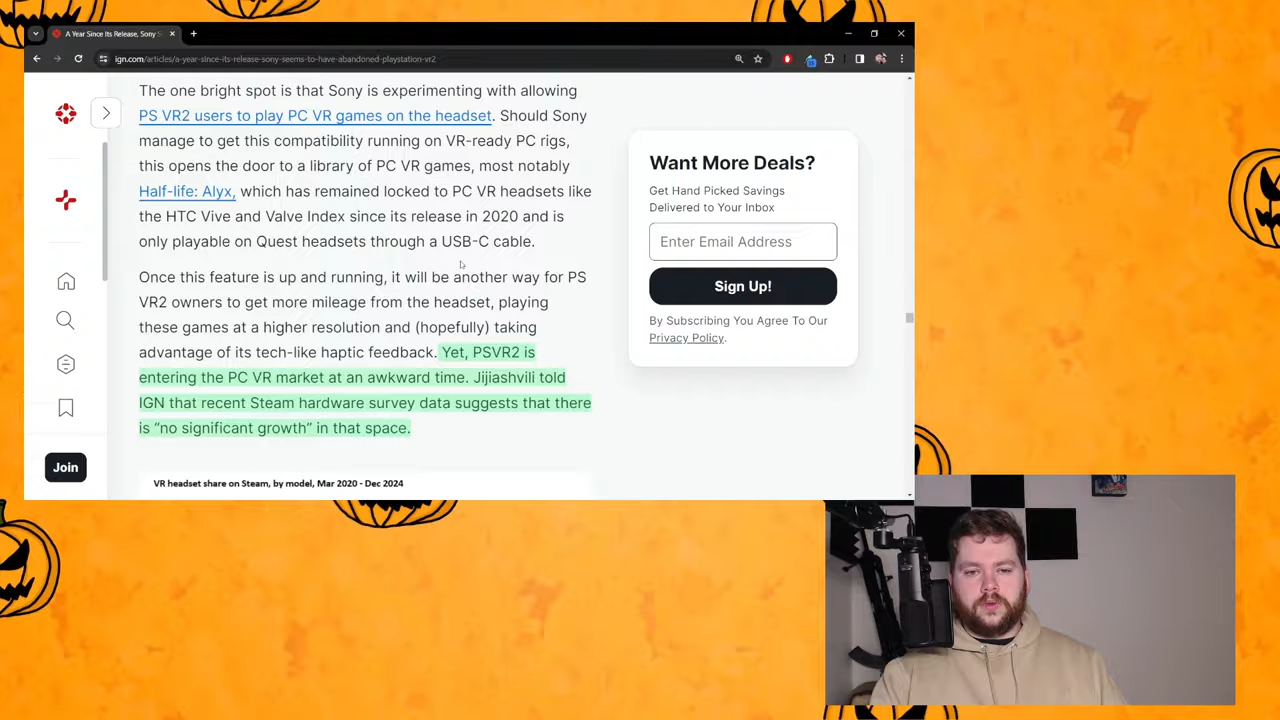 A Year Since Its Release, Sony S
ign.com/articles/a-year-since-its-release-sony-seems-to-have-abandoned-playstation-vr2
The one bright spot is that Sony is experimenting with allowing
PS VR2 users to play PC VR games on the headset. Should Sony
manage to get this compatibility running on VR-ready PC rigs,
this opens the door to a library of PC VR games, most notably
Half-life: Alyx, which has remained locked to PC VR headsets like
the HTC Vive and Valve Index since its release in 2020 and is
only playable on Quest headsets through a USB-C cable.
Once this feature is up and running, it will be another way for PS
VR2 owners to get more mileage from the headset, playing
these games at a higher resolution and (hopefully) taking
advantage of its tech-like haptic feedback. Yet, PSVR2 is
entering the PC VR market at an awkward time. Jijiashvili told
IGN that recent Steam hardware survey data suggests that there
is “no significant growth” in that space.
VR headset share on Steam, by model, Mar 2020 - Dec 2024
Want More Deals?
Get Hand Picked Savings
Delivered to Your Inbox
Enter Email Address
Sign Up!
By Subscribing You Agree To Our
Privacy Policy.
Join